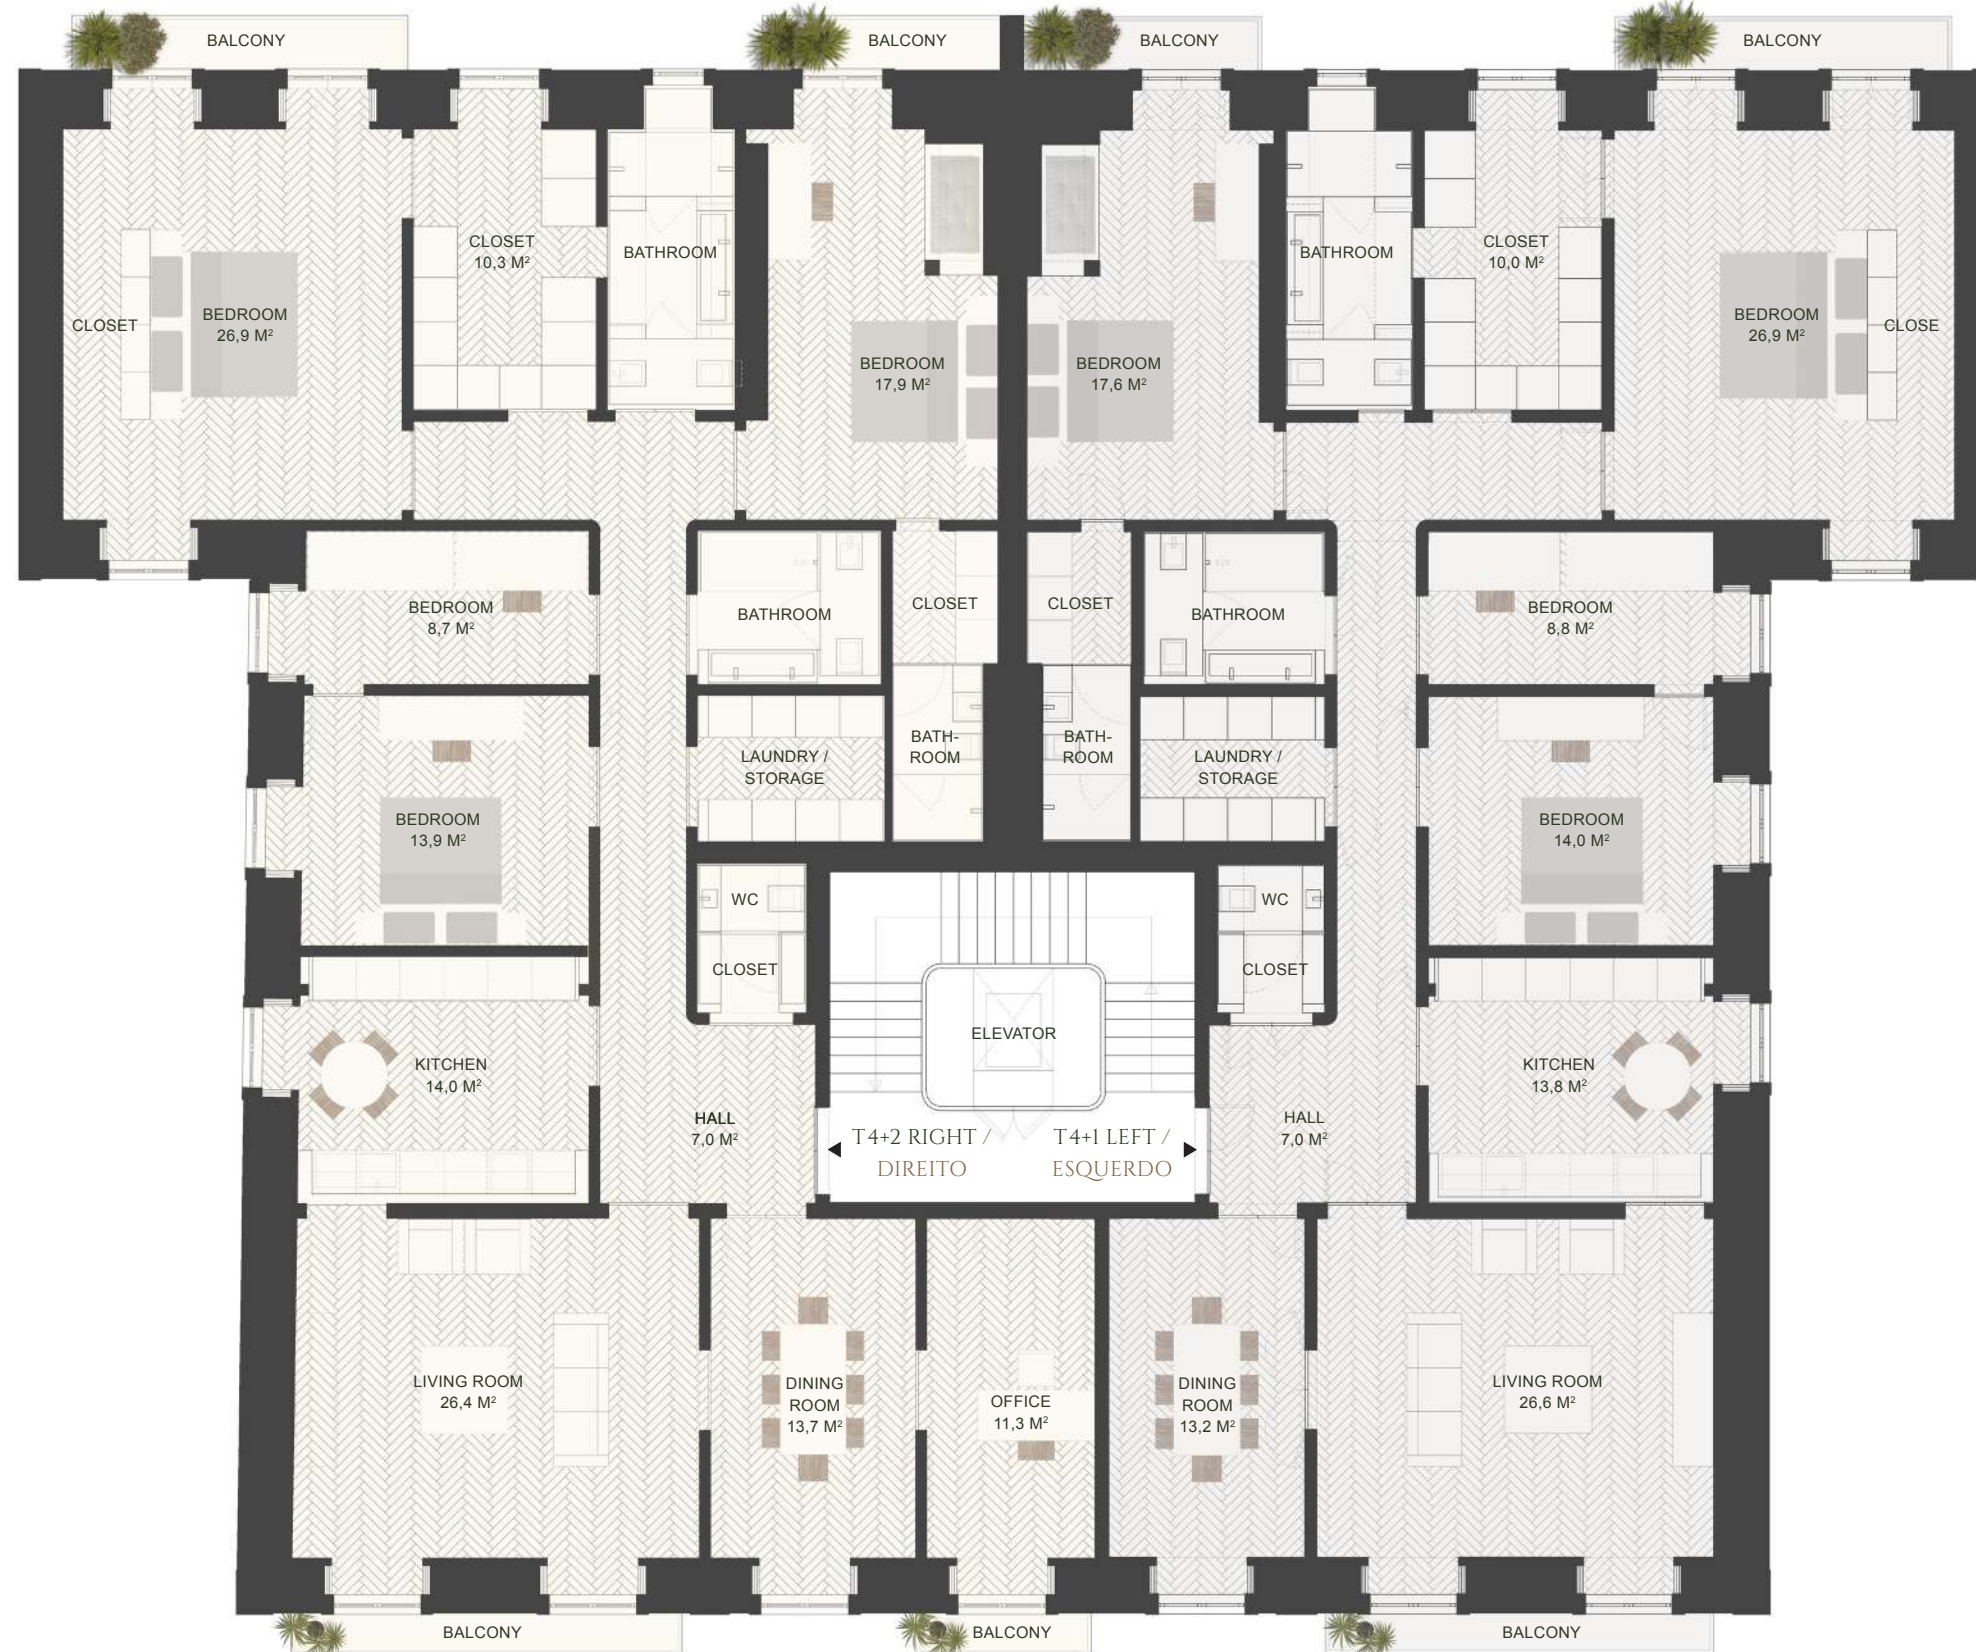 BALCONY
BALCONY
BALCONY
BALCONY
CLOSET
10,3 M²
BATHROOM
BATHROOM
CLOSET
10,0 M²
CLOSET
BEDROOM
26,9 M²
BEDROOM
17,9 M²
BEDROOM
17,6 M²
BEDROOM
26,9 M²
CLOSE
BEDROOM
8,7 M²
BATHROOM
CLOSET
CLOSET
BATHROOM
BEDROOM
8,8 M²
LAUNDRY /
STORAGE
BATH-
ROOM
BATH-
ROOM
LAUNDRY /
STORAGE
BEDROOM
13,9 M²
BEDROOM
14,0 M²
WC
WC
CLOSET
CLOSET
ELEVATOR
KITCHEN
14,0 M²
KITCHEN
13,8 M²
HALL
7,0 M²
T4+2 RIGHT /
DIREITO
T4+1 LEFT /
ESQUERDO
HALL
7,0 M²
LIVING ROOM
26,4 M²
DINING
ROOM
13,7 M²
OFFICE
11,3 M²
DINING
ROOM
13,2 M²
LIVING ROOM
26,6 M²
BALCONY
BALCONY
BALCONY